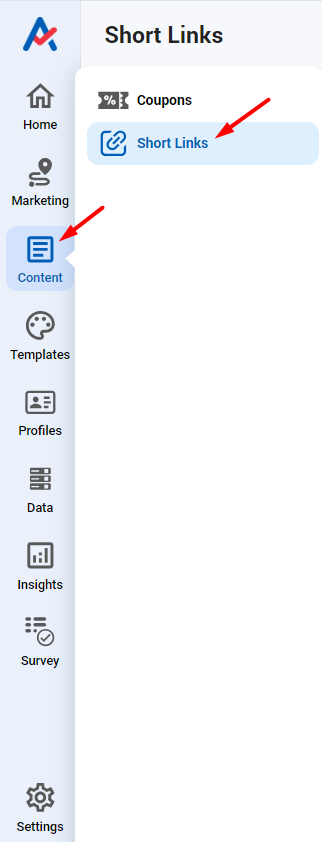 Short Links
Coupons
Short Links
Home
Marketing
Content
Templates
Profiles
Data
Insights
Survey
Settings